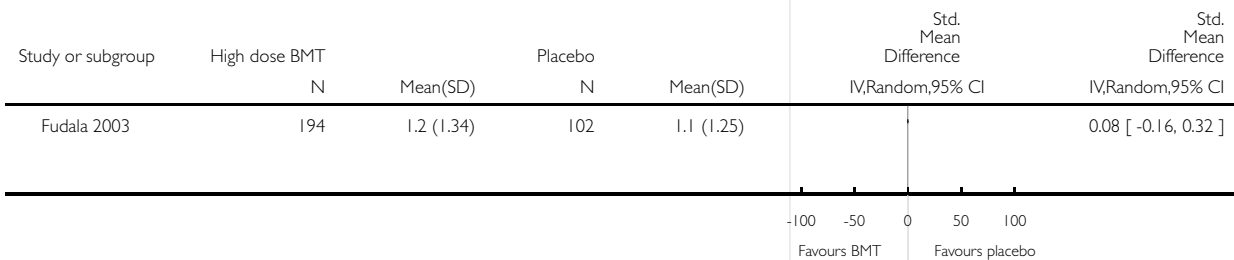 Std.
Mean
Difference
Std.
Mean
Difference
Study or subgroup High dose BMT Placebo
N Mean(SD) N Mean(SD) IV,Random,95% CI IV,Random,95% CI
Fudala 2003 194 1.2 (1.34) 102 1.1 (1.25) 0.08 [ -0.16, 0.32 ]
-100 -50 0 50 100
Favours BMT Favours placebo